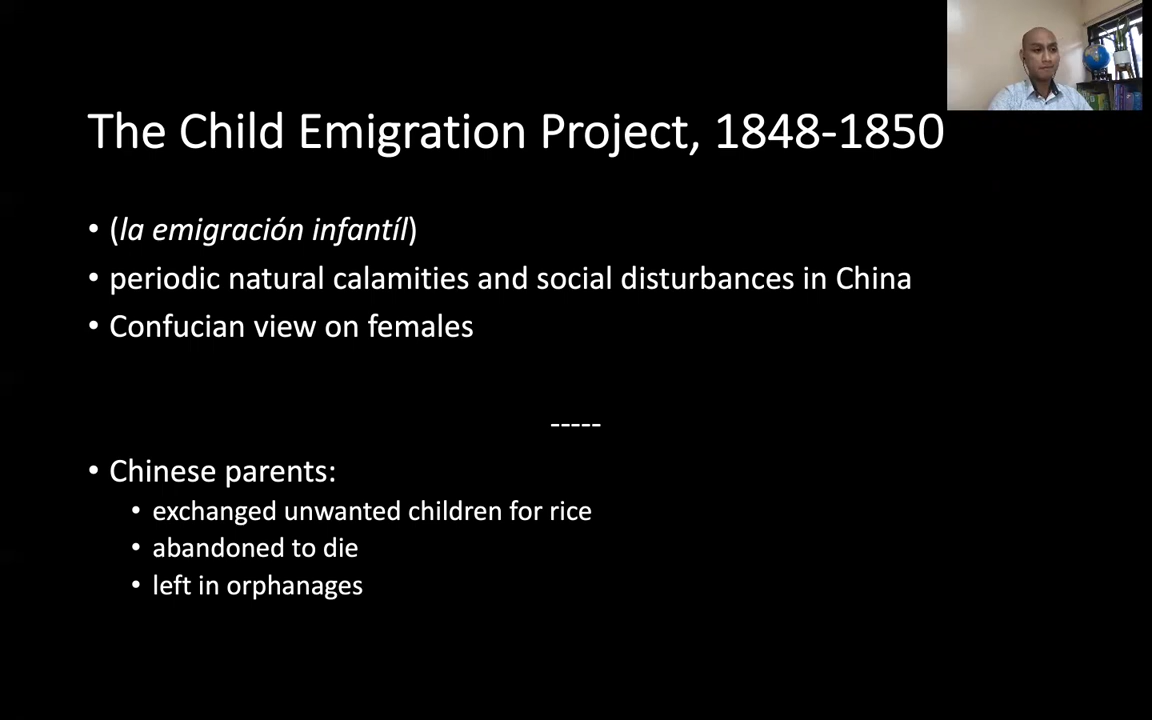 The Child Emigration Project, 1848-1850
• (la emigración infantíl)
• periodic natural calamities and social disturbances in China
• Confucian view on females
-----
• Chinese parents:
• exchanged unwanted children for rice
• abandoned to die
• left in orphanages